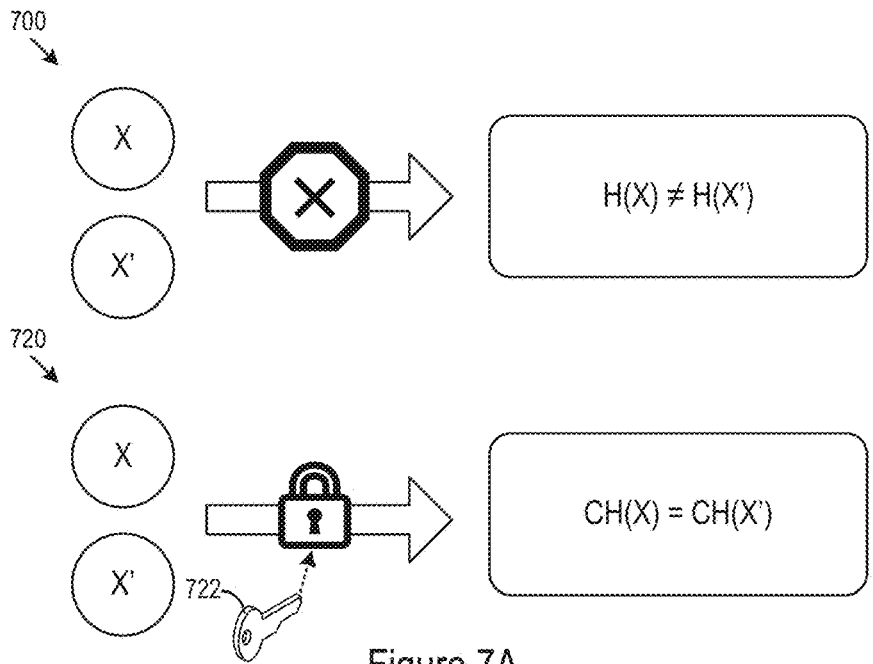 700
X
X'
H(X) ≠ H(X')
720
X
X'
CH(X) = CH(X')
722
Figure 7A